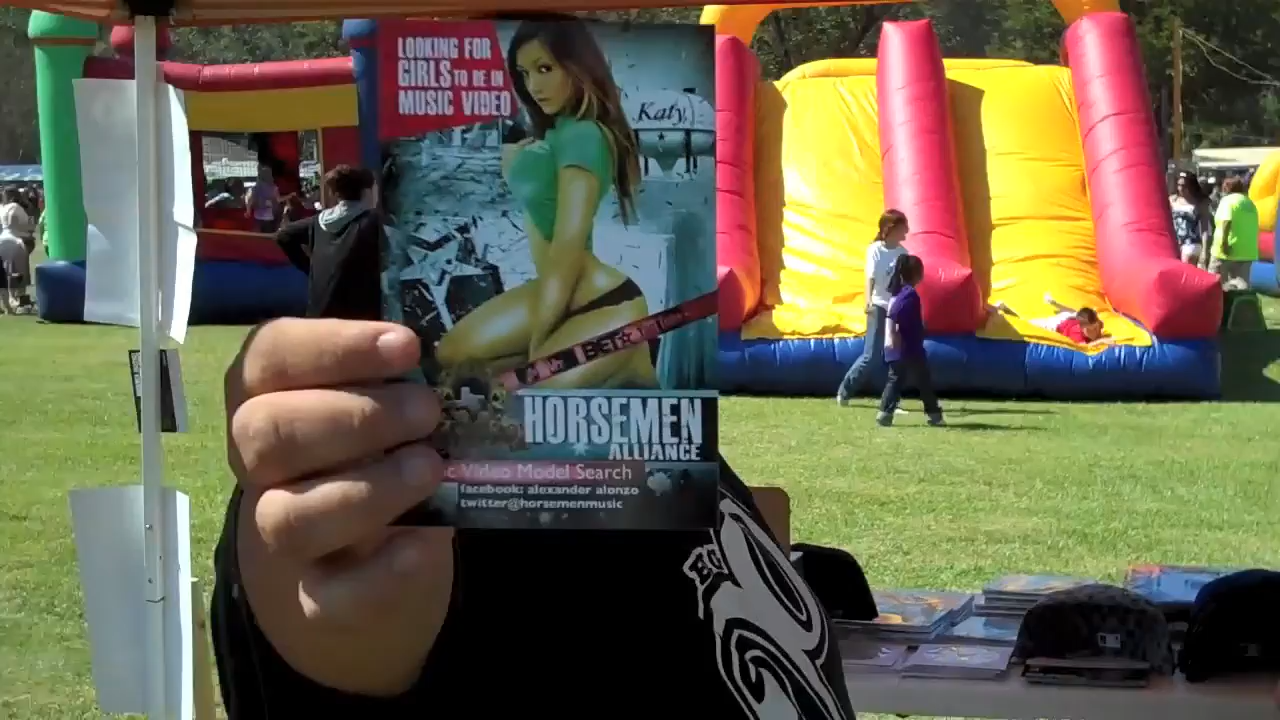 LOOKING FOR
GIRLS TO BE IN
MUSIC VIDEO
Katy
BET
HORSEMEN
ALLIANCE
Video Model Search
facebook: alexander alonzo
twitter@horsemenmusic